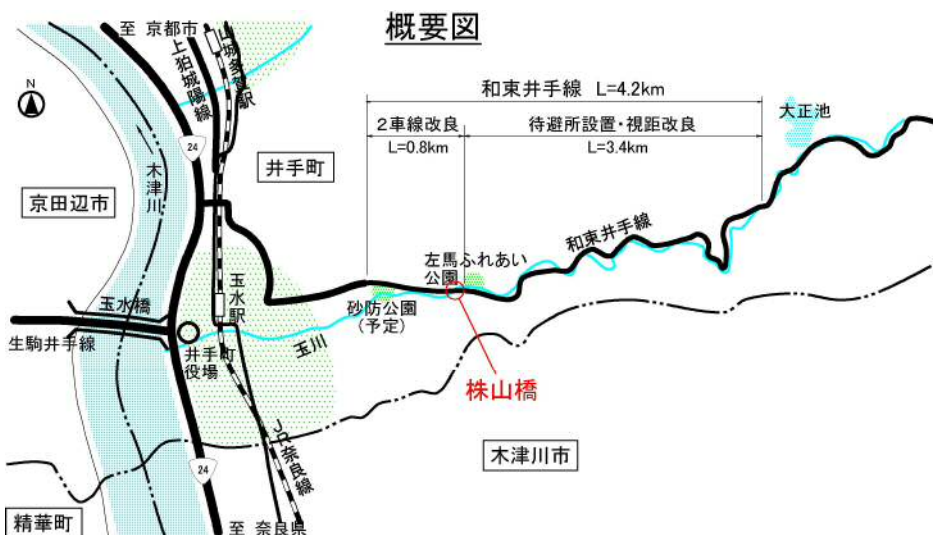 概要図
至 京都市
上狛城陽線
山城多賀駅
N
24
木津川
井手町
京田辺市
和束井手線 L=4.2km
2車線改良
L=0.8km
待避所設置・視距改良
L=3.4km
大正池
和束井手線
左馬ふれあい
公園
砂防公園
(予定)
玉水駅
玉水橋
生駒井手線
井手町
役場
玉川
株山橋
JR奈良線
木津川市
24
精華町
至 奈良県